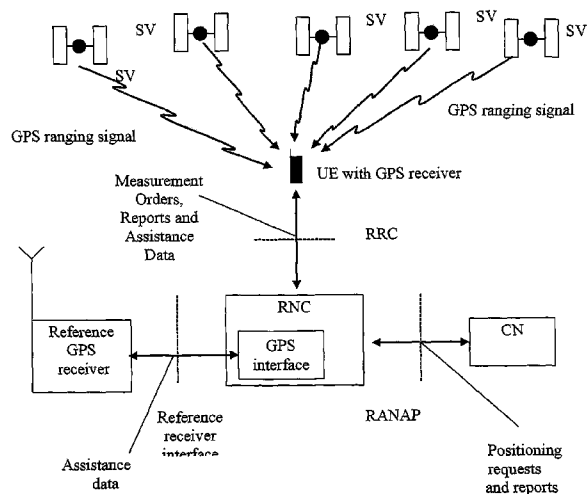 SV
SV
SV
SV
SV
GPS ranging signal
GPS ranging signal
UE with GPS receiver
Measurement
Orders,
Reports and
Assistance
Data
RRC
RNC
GPS
interface
Reference
GPS
receiver
CN
RANAP
Reference
receiver
interface
Assistance
data
Positioning
requests
and reports